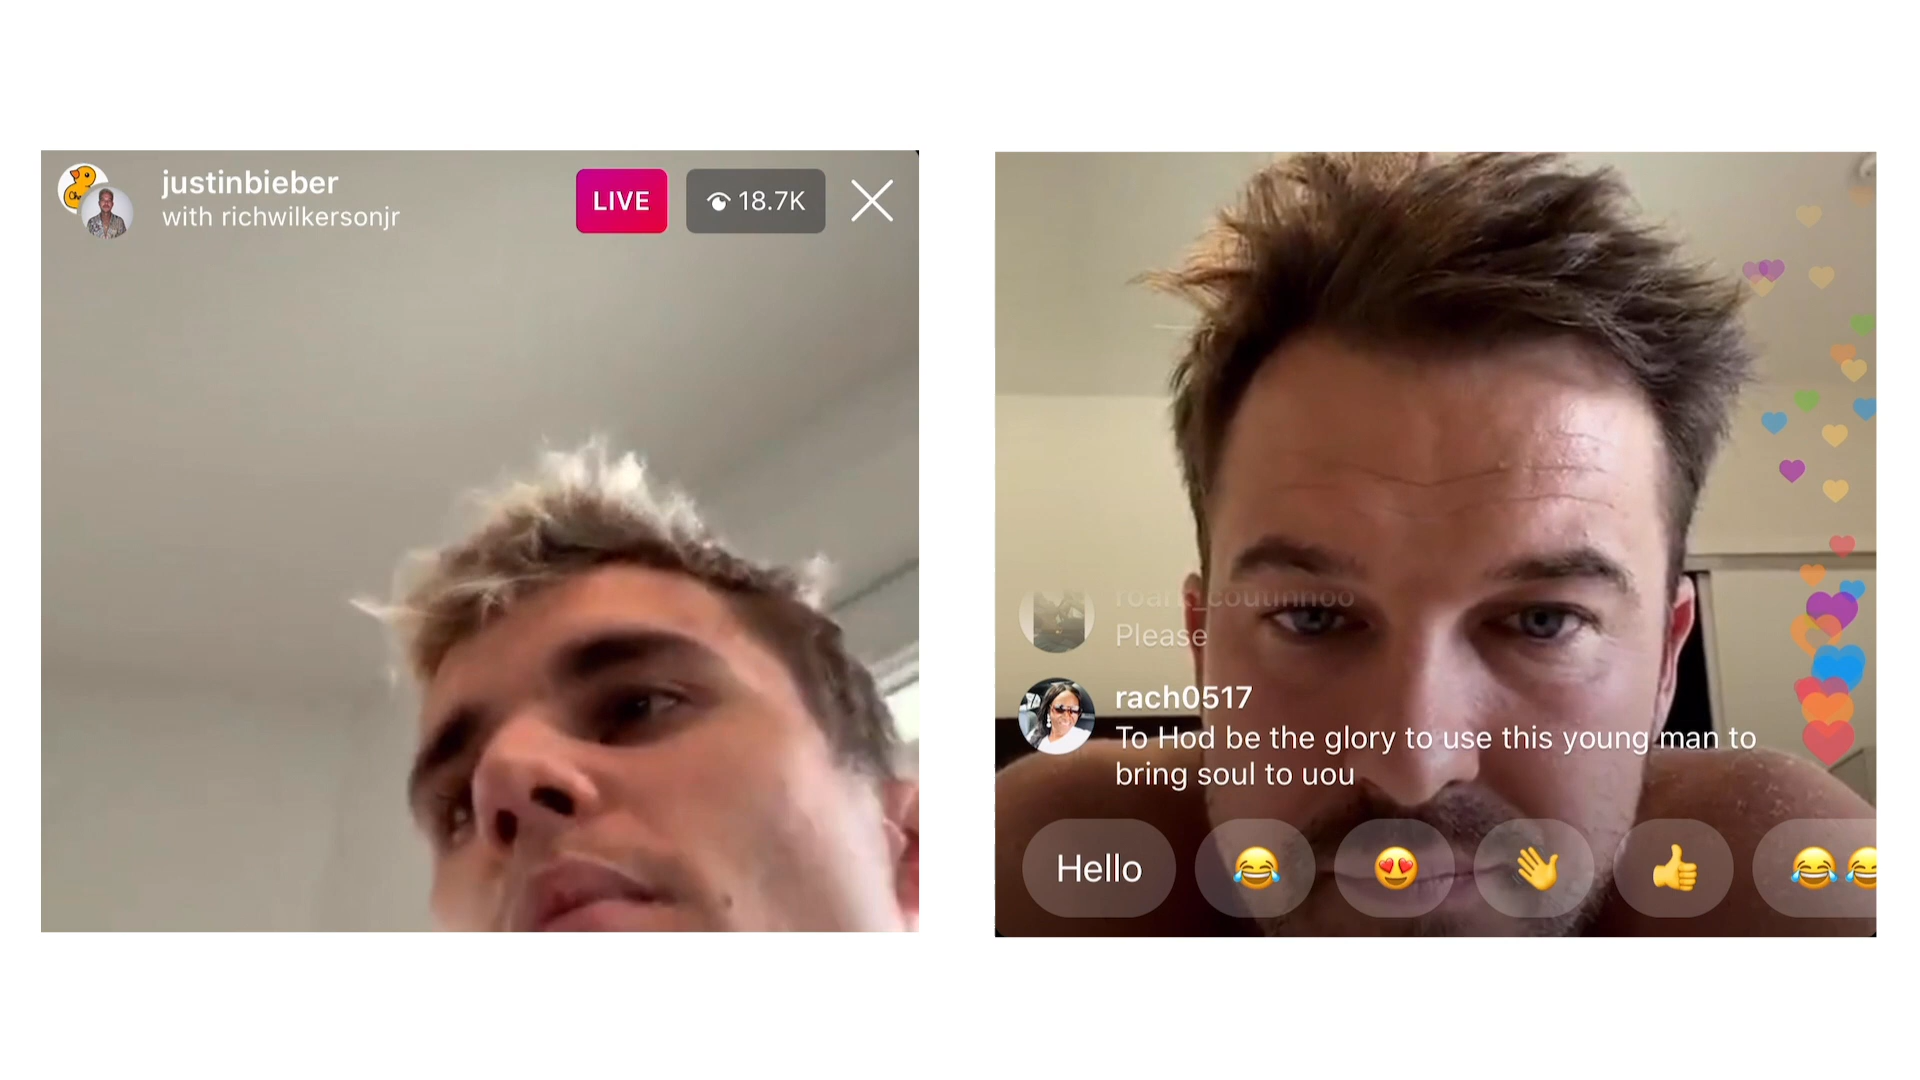 justinbieber
with richwilkersonjr
LIVE
18.7K
roark_coutinhoo
Please
rach0517
To Hod be the glory to use this young man to
bring soul to uou
Hello